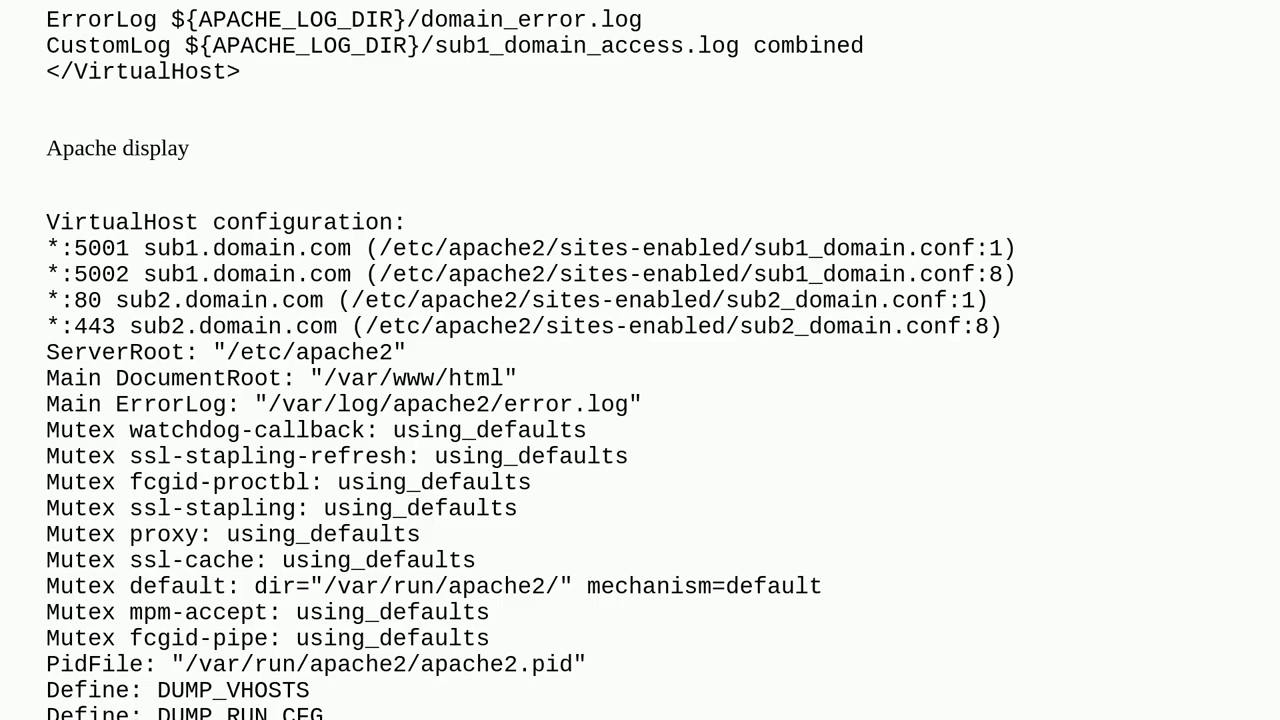 ErrorLog ${APACHE_LOG_DIR}/domain_error.log
CustomLog ${APACHE_LOG_DIR}/sub1_domain_access.log combined
</VirtualHost>
Apache display
VirtualHost configuration:
*:5001 sub1.domain.com (/etc/apache2/sites-enabled/sub1_domain.conf:1)
*:5002 sub1.domain.com (/etc/apache2/sites-enabled/sub1_domain.conf:8)
*:80 sub2.domain.com (/etc/apache2/sites-enabled/sub2_domain.conf:1)
*:443 sub2.domain.com (/etc/apache2/sites-enabled/sub2_domain.conf:8)
ServerRoot: "/etc/apache2"
Main DocumentRoot: "/var/www/html"
Main ErrorLog: "/var/log/apache2/error.log"
Mutex watchdog-callback: using_defaults
Mutex ssl-stapling-refresh: using_defaults
Mutex fcgid-proctbl: using_defaults
Mutex ssl-stapling: using_defaults
Mutex proxy: using_defaults
Mutex ssl-cache: using_defaults
Mutex default: dir="/var/run/apache2/" mechanism=default
Mutex mpm-accept: using_defaults
Mutex fcgid-pipe: using_defaults
PidFile: "/var/run/apache2/apache2.pid"
Define: DUMP_VHOSTS
Define: DUMP_RUN_CFG